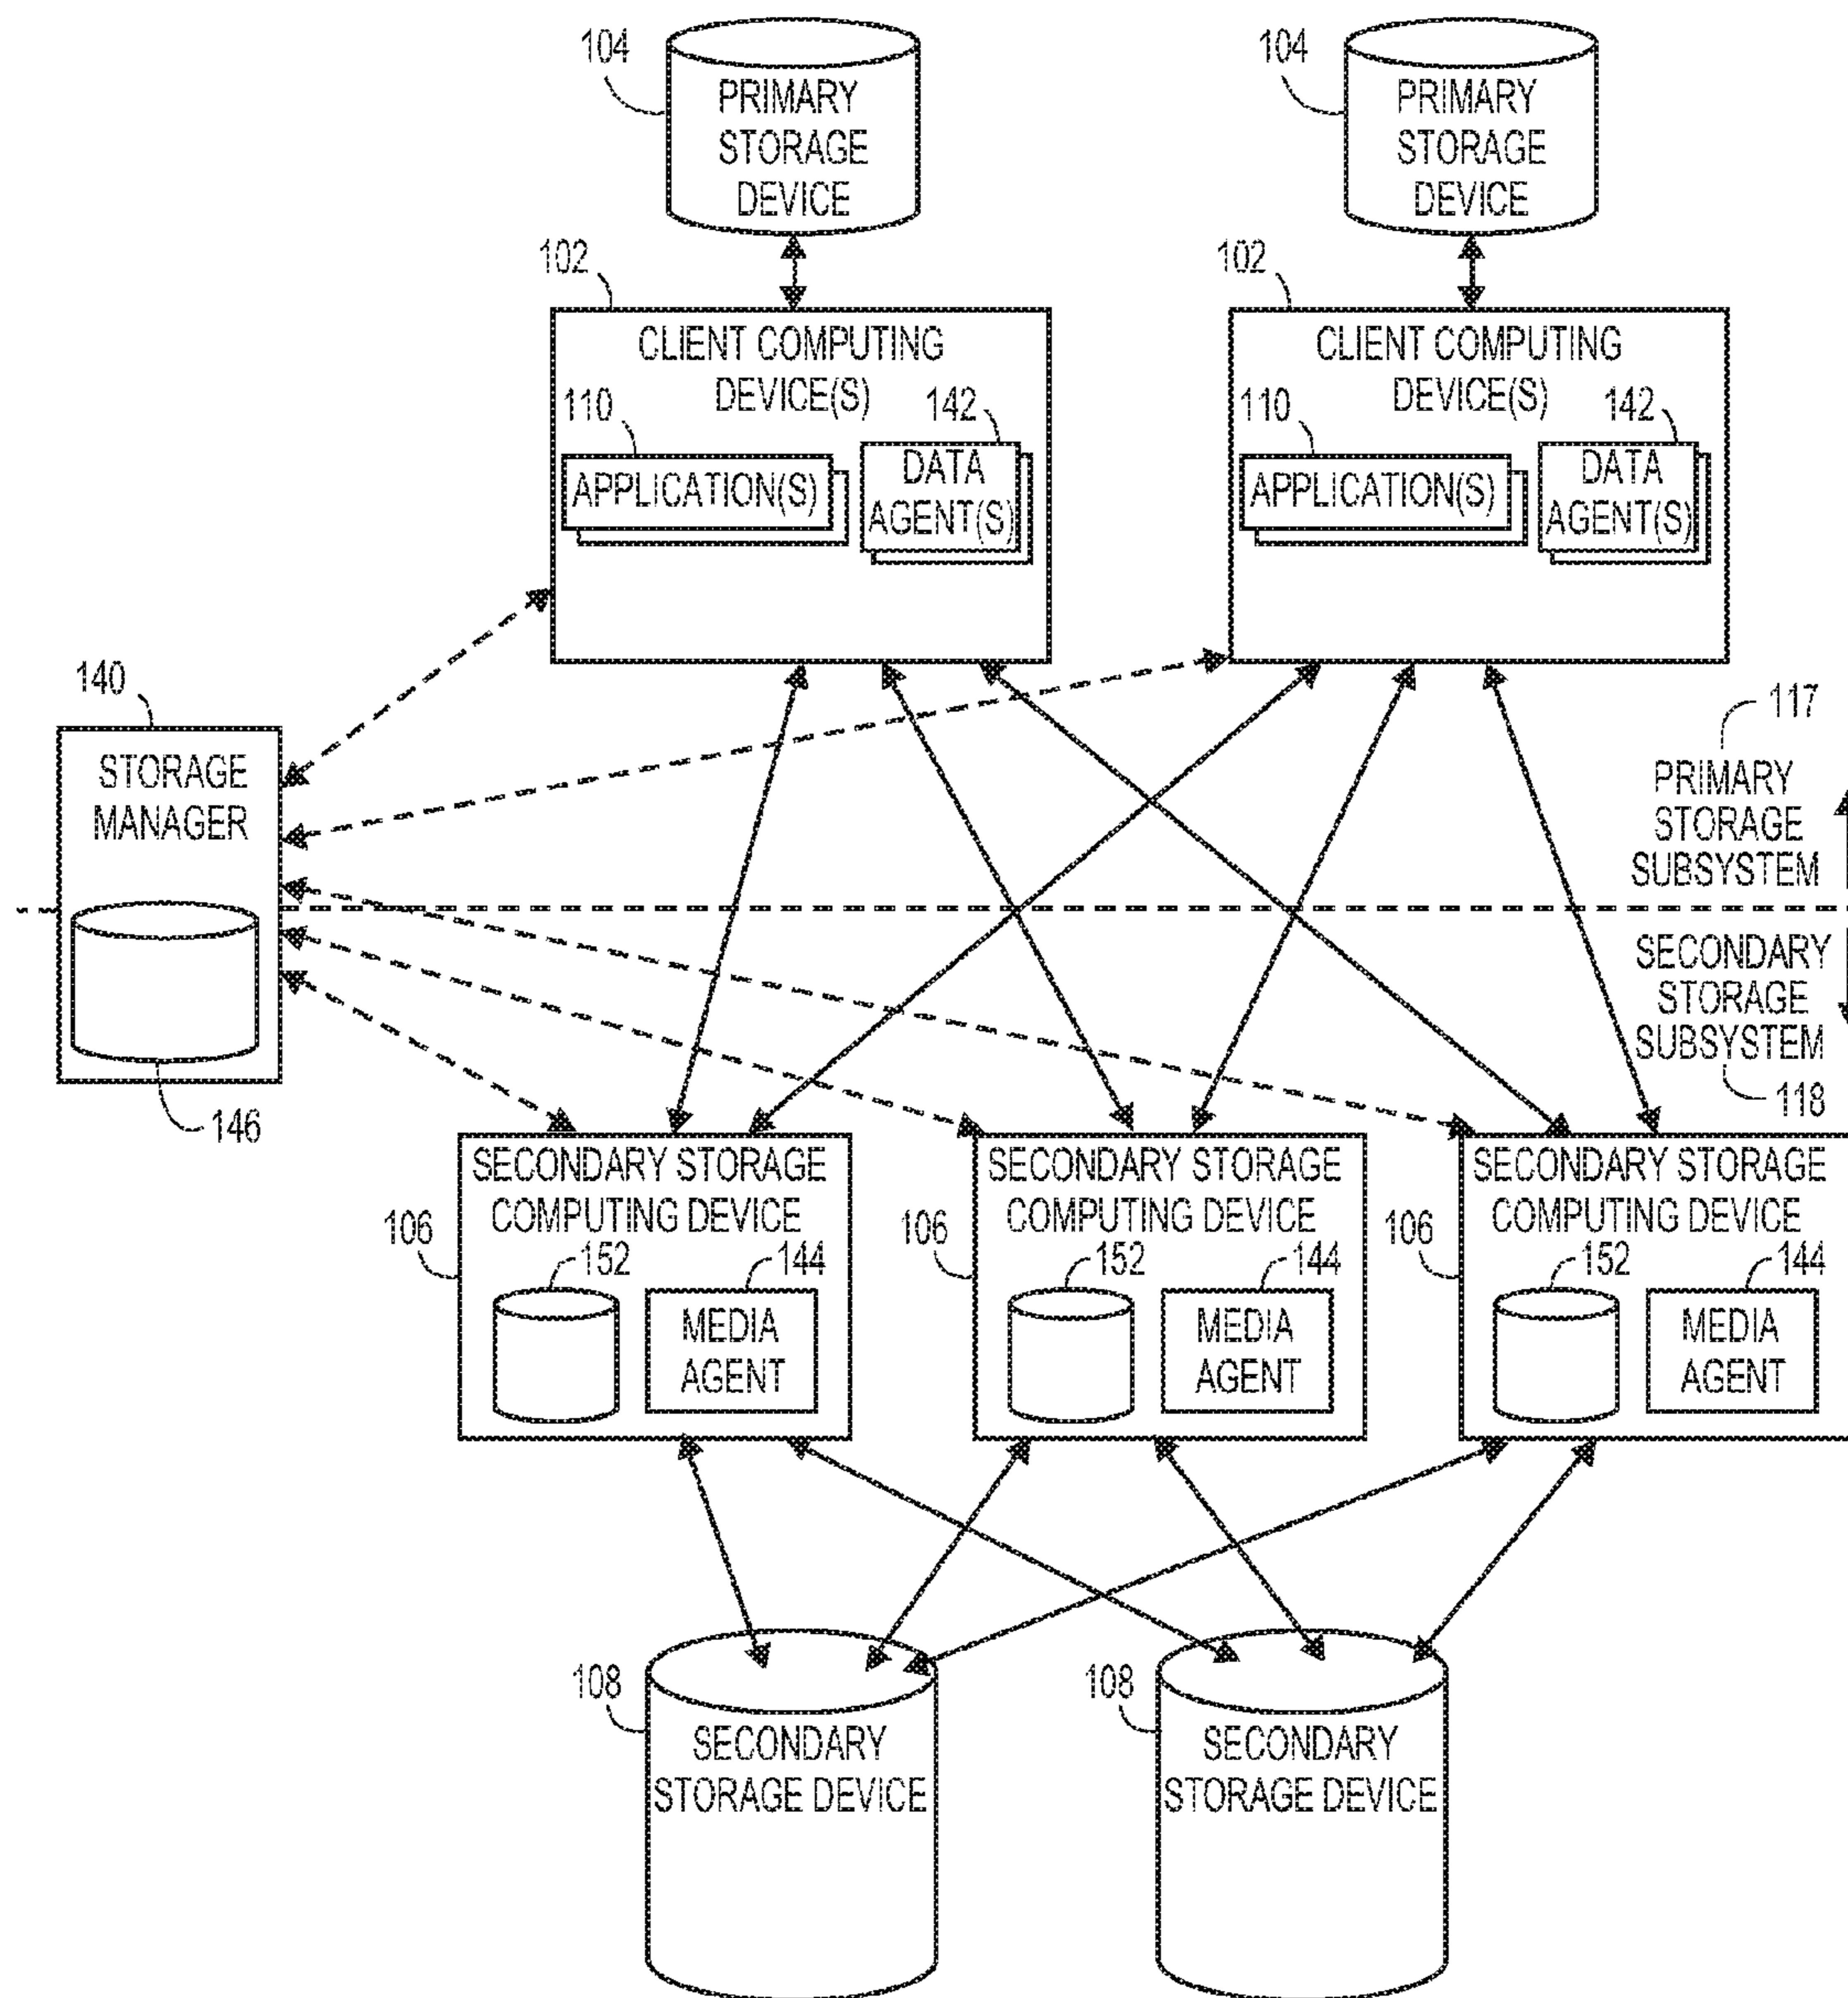 104
PRIMARY
STORAGE
DEVICE
104
PRIMARY
STORAGE
DEVICE
102
CLIENT COMPUTING
DEVICE(S)
110
142
APPLICATION(S)
DATA
AGENT(S)
102
CLIENT COMPUTING
DEVICE(S)
110
142
APPLICATION(S)
DATA
AGENT(S)
140
STORAGE
MANAGER
146
117
PRIMARY
STORAGE
SUBSYSTEM
SECONDARY
STORAGE
SUBSYSTEM
118
106
SECONDARY STORAGE
COMPUTING DEVICE
152
144
MEDIA
AGENT
106
SECONDARY STORAGE
COMPUTING DEVICE
152
144
MEDIA
AGENT
106
SECONDARY STORAGE
COMPUTING DEVICE
152
144
MEDIA
AGENT
108
SECONDARY
STORAGE DEVICE
108
SECONDARY
STORAGE DEVICE